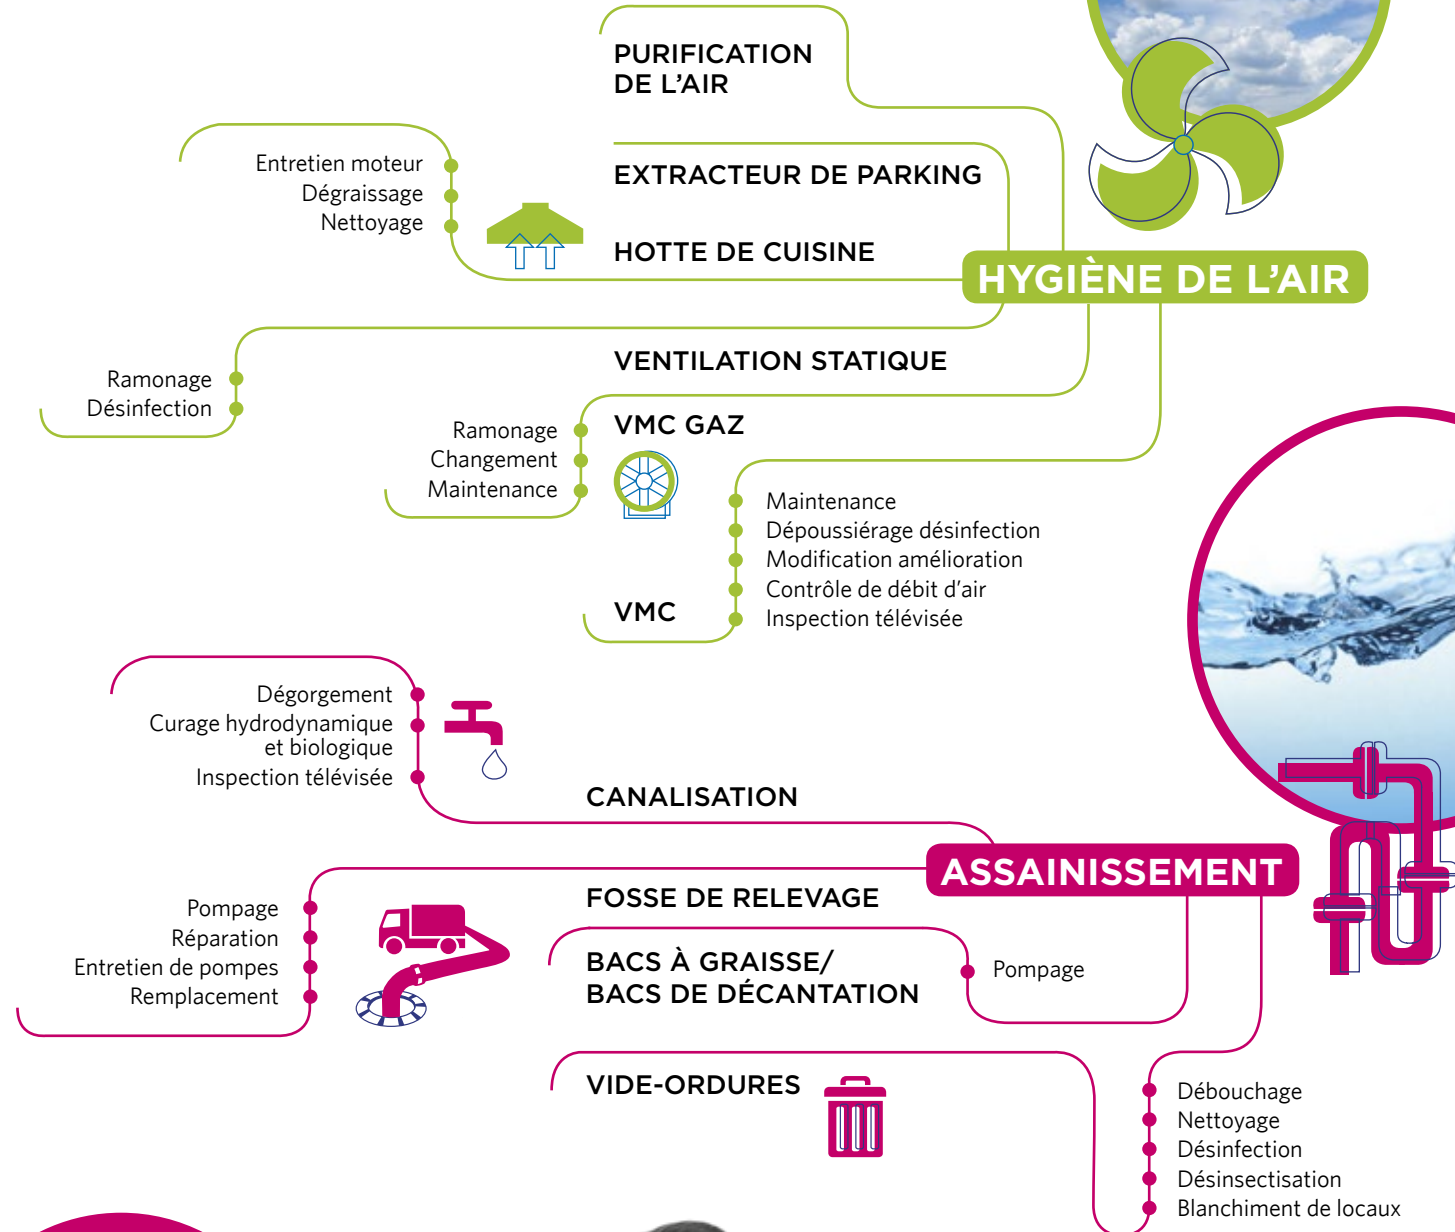 PURIFICATION
DE L'AIR
EXTRACTEUR DE PARKING
Entretien moteur
Dégraissage
Nettoyage
HOTTE DE CUISINE
HYGIÈNE DE L'AIR
VENTILATION STATIQUE
Ramonage
Désinfection
VMC GAZ
Ramonage
Changement
Maintenance
Maintenance
Dépoussiérage désinfection
Modification amélioration
Contrôle de débit d'air
Inspection télévisée
VMC
Dégorgement
Curage hydrodynamique
et biologique
Inspection télévisée
CANALISATION
ASSAINISSEMENT
FOSSE DE RELEVAGE
Pompage
Réparation
Entretien de pompes
Remplacement
BACS À GRAISSE/
BACS DE DÉCANTATION
Pompage
VIDE-ORDURES
Débouchage
Nettoyage
Désinfection
Désinsectisation
Blanchiment de locaux